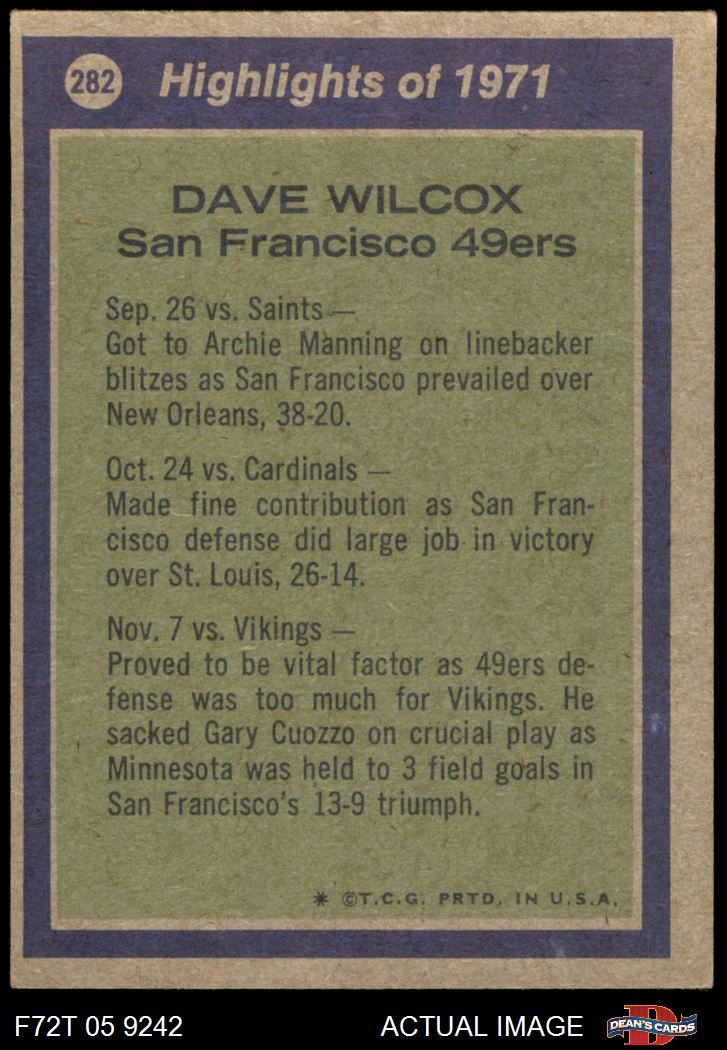 282 Highlights of 1971
DAVE WILCOX
San Francisco 49ers
Sep. 26 vs. Saints —
Got to Archie Manning on linebacker
blitzes as San Francisco prevailed over
New Orleans, 38-20.
Oct. 24 vs. Cardinals —
Made fine contribution as San Fran-
cisco defense did large job in victory
over St. Louis, 26-14.
Nov. 7 vs. Vikings —
Proved to be vital factor as 49ers de-
fense was too much for Vikings. He
sacked Gary Cuozzo on crucial play as
Minnesota was held to 3 field goals in
San Francisco's 13-9 triumph.
* ©T.C.G. PRTD. IN U.S.A.
F72T 05 9242 ACTUAL IMAGE D DEAN'S CARDS